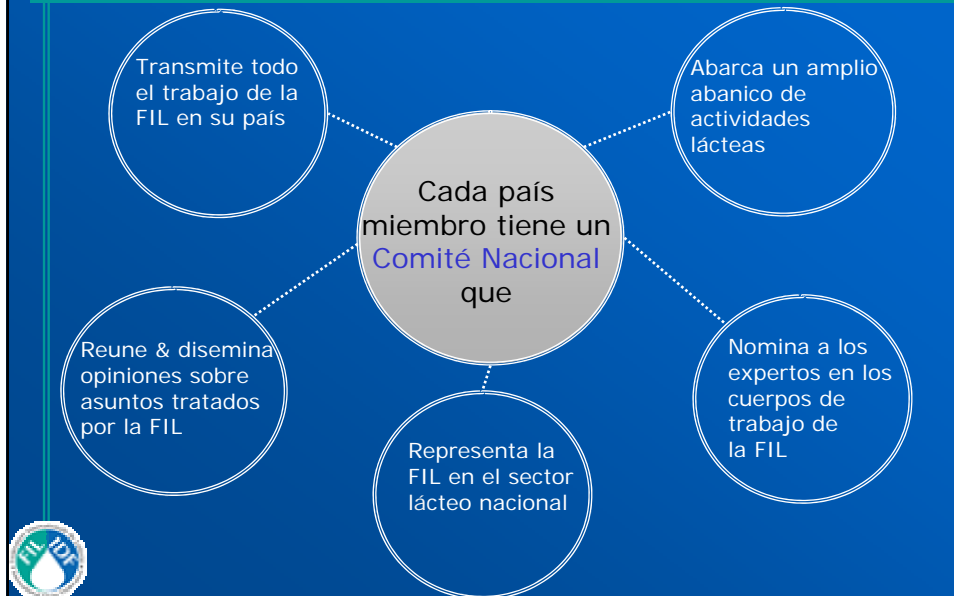 Transmite todo
el trabajo de la
FIL en su país
Abarca un amplio
abanico de
actividades
lácteas
Cada país
miembro tiene un
Comité Nacional
que
Reune & disemina
opiniones sobre
asuntos tratados
por la FIL
Nomina a los
expertos en los
cuerpos de
trabajo de
la FIL
Representa la
FIL en el sector
lácteo nacional
FIL IDF